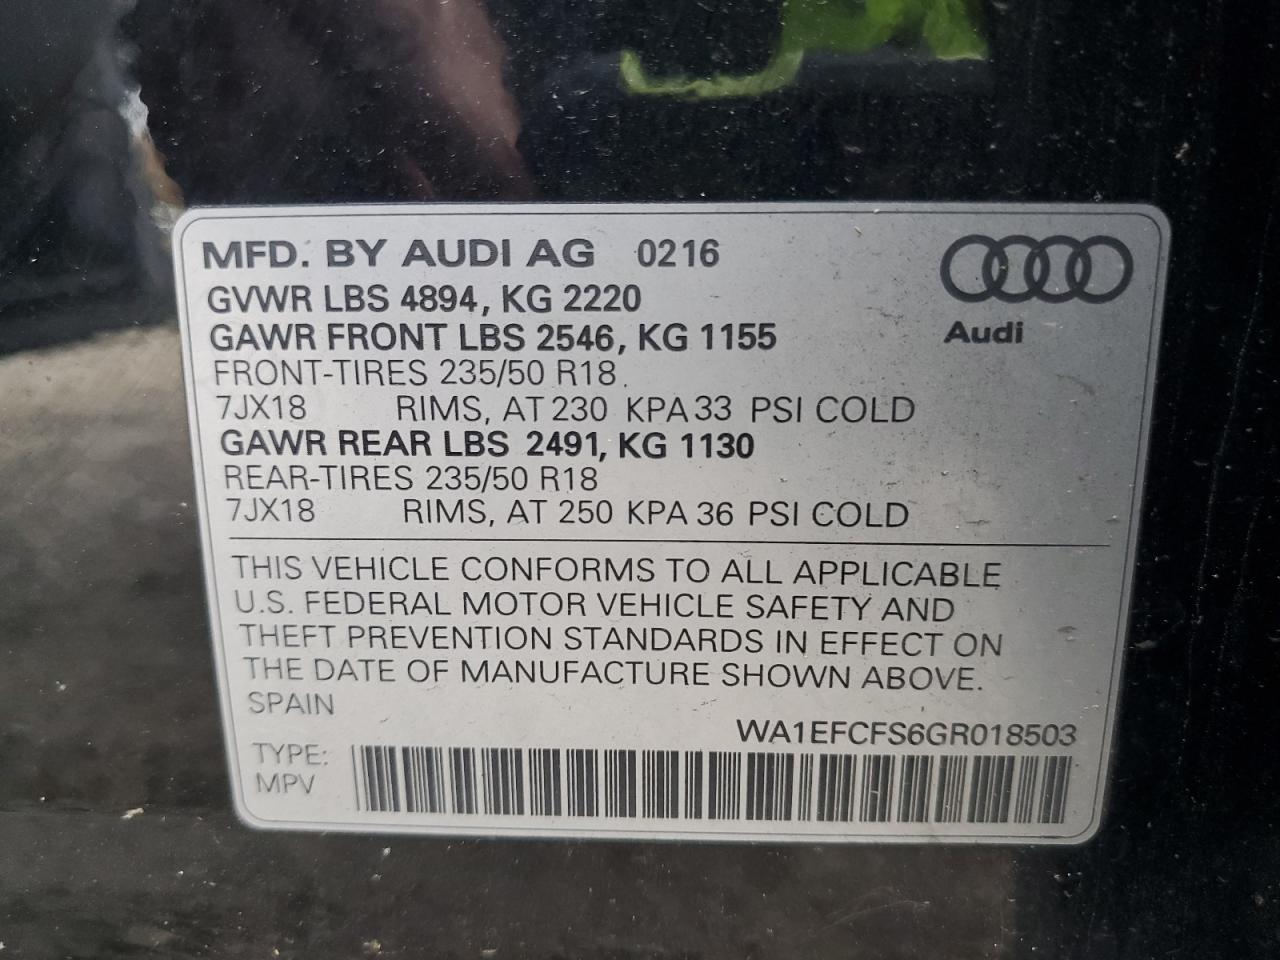 MFD. BY AUDI AG 0216
GVWR LBS 4894, KG 2220
GAWR FRONT LBS 2546, KG 1155
Audi
FRONT-TIRES 235/50 R18
7JX18 RIMS, AT 230 KPA 33 PSI COLD
GAWR REAR LBS 2491, KG 1130
REAR-TIRES 235/50 R18
7JX18 RIMS, AT 250 KPA 36 PSI COLD
THIS VEHICLE CONFORMS TO ALL APPLICABLE
U.S. FEDERAL MOTOR VEHICLE SAFETY AND
THEFT PREVENTION STANDARDS IN EFFECT ON
THE DATE OF MANUFACTURE SHOWN ABOVE.
SPAIN
WA1EFCFS6GR018503
TYPE:
MPV